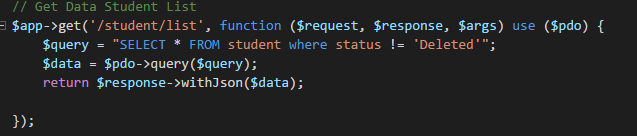 // Get Data Student List
$app->get('/student/list', function ($request, $response, $args) use ($pdo) {
$query = "SELECT * FROM student where status != 'Deleted'";
$data = $pdo->query($query);
return $response->withJson($data);
});